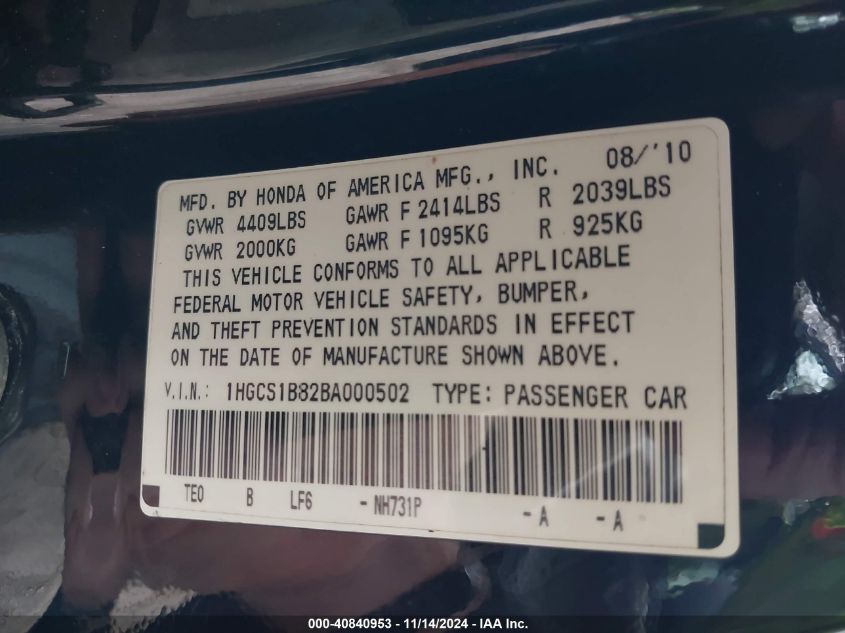 MFD. BY HONDA OF AMERICA MFG., INC. 08/'10
GVWR 4409LBS GAWR F 2414LBS R 2039LBS
GVWR 2000KG GAWR F 1095KG R 925KG
THIS VEHICLE CONFORMS TO ALL APPLICABLE
FEDERAL MOTOR VEHICLE SAFETY, BUMPER,
AND THEFT PREVENTION STANDARDS IN EFFECT
ON THE DATE OF MANUFACTURE SHOWN ABOVE.
V.I.N.: 1HGCS1B82BA000502 TYPE: PASSENGER CAR
TE0 B LF6 -NH731P -A -A
000-40840953 - 11/14/2024 - IAA Inc.